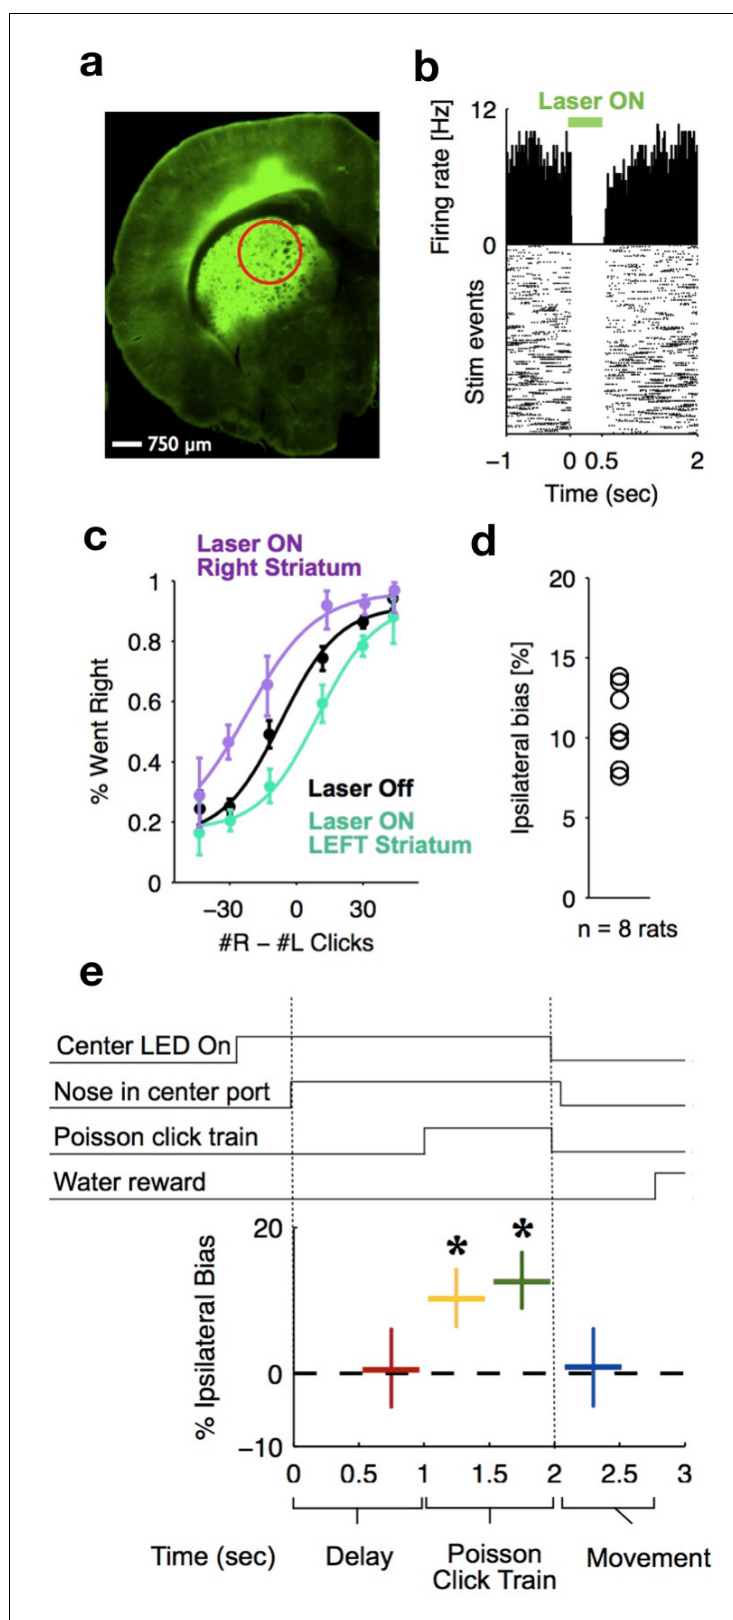 a
750 μm
b
Laser ON
Firing rate [Hz]
12
0
Stim events
−1
0
0.5
2
Time (sec)
c
Laser ON
Right Striatum
% Went Right
1
0.8
0.6
0.4
0.2
0
Laser Off
Laser ON
LEFT Striatum
−30
0
30
#R − #L Clicks
d
Ipsilateral bias [%]
20
15
10
5
0
n = 8 rats
e
Center LED On
Nose in center port
Poisson click train
Water reward
% Ipsilateral Bias
20
* *
0
−10
0 0.5 1 1.5 2 2.5 3
Time (sec)
Delay
Poisson
Click Train
Movement